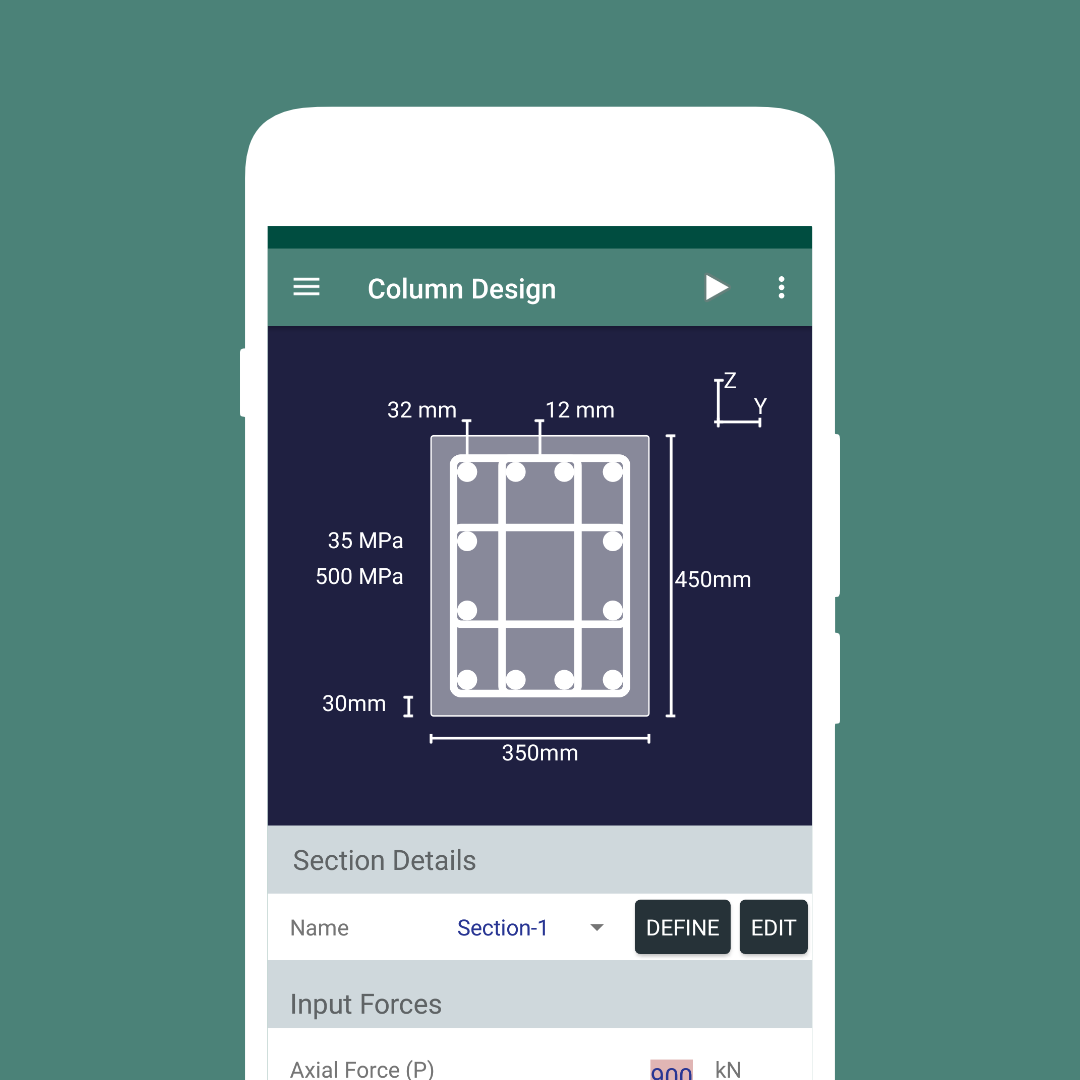 Column Design
Z
Y
32 mm
12 mm
35 MPa
500 MPa
450mm
30mm
350mm
Section Details
Name
Section-1
DEFINE
EDIT
Input Forces
Axial Force (P)
900
kN